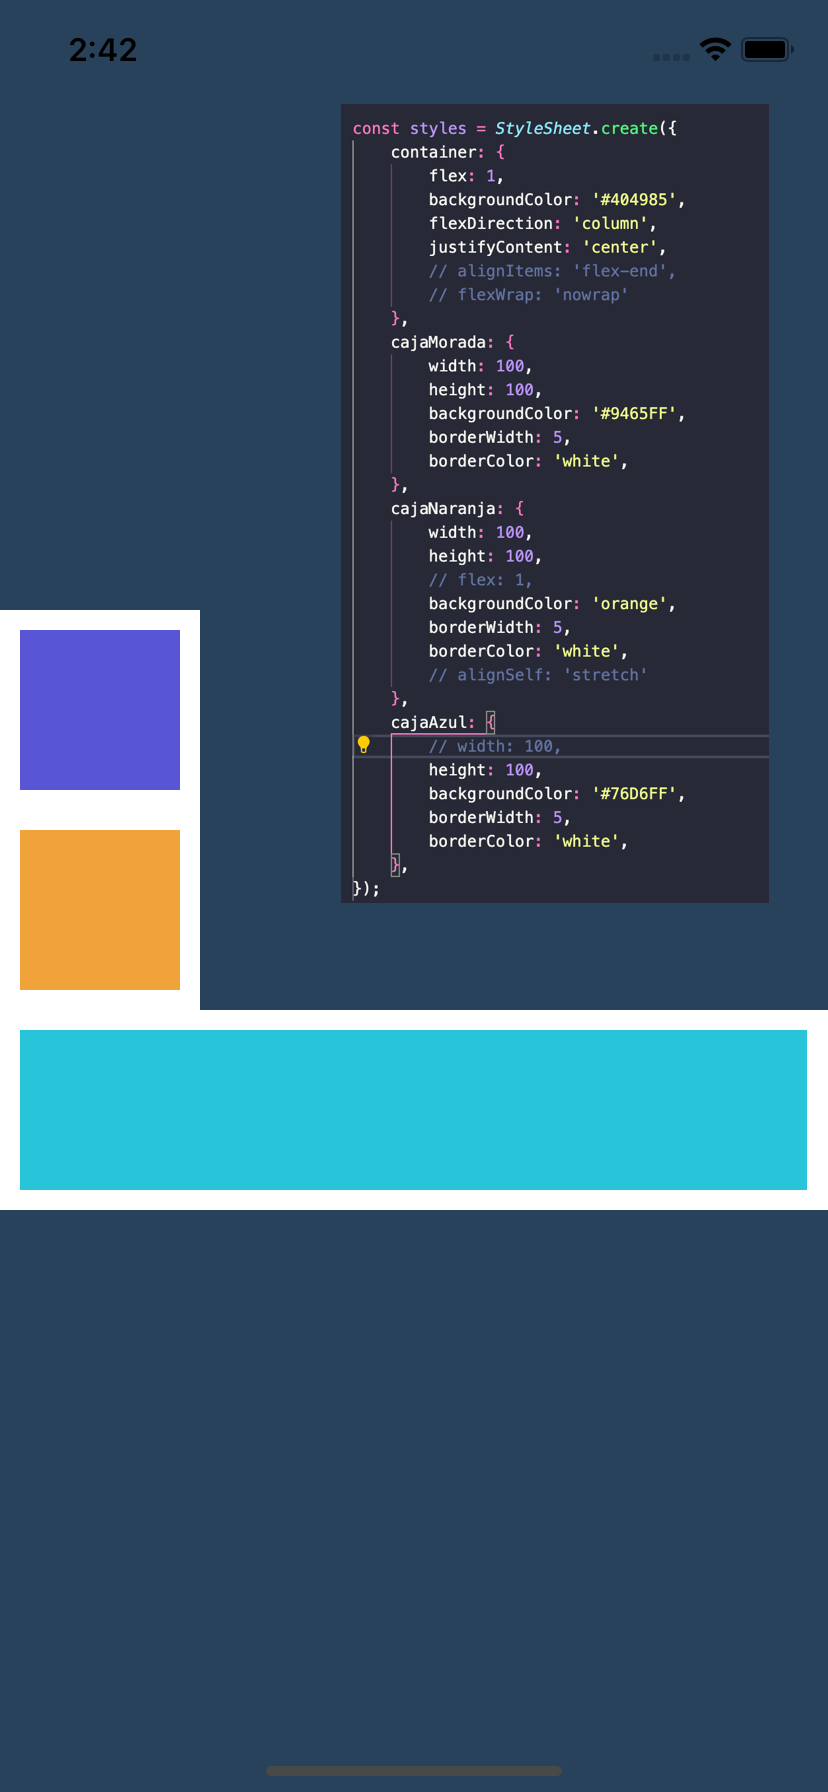 2:42
const styles = StyleSheet.create({
    container: {
        flex: 1,
        backgroundColor: '#404985',
        flexDirection: 'column',
        justifyContent: 'center',
        // alignItems: 'flex-end',
        // flexWrap: 'nowrap'
    },
    cajaMorada: {
        width: 100,
        height: 100,
        backgroundColor: '#9465FF',
        borderWidth: 5,
        borderColor: 'white',
    },
    cajaNaranja: {
        width: 100,
        height: 100,
        // flex: 1,
        backgroundColor: 'orange',
        borderWidth: 5,
        borderColor: 'white',
        // alignSelf: 'stretch'
    },
    cajaAzul: {
        // width: 100,
        height: 100,
        backgroundColor: '#76D6FF',
        borderWidth: 5,
        borderColor: 'white',
    },
});